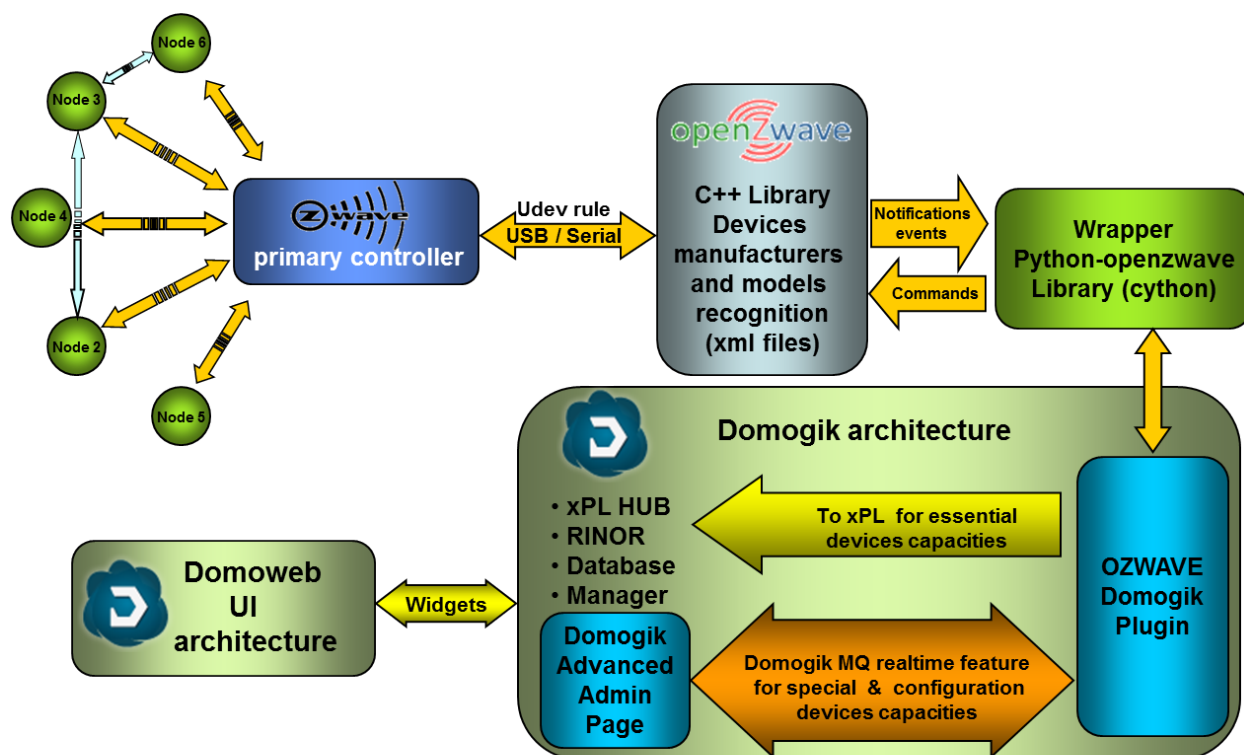 Node 6
Node 3
Node 4
Node 2
Node 5
z wave
primary controller
Udev rule
USB / Serial
openZwave
C++ Library
Devices
manufacturers
and models
recognition
(xml files)
Notifications
events
Commands
Wrapper
Python-openzwave
Library (cython)
Domogik architecture
• xPL HUB
• RINOR
• Database
• Manager
To xPL for essential
devices capacities
OZWAVE
Domogik
Plugin
Domoweb
UI
architecture
Widgets
Domogik
Advanced
Admin
Page
Domogik MQ realtime feature
for special & configuration
devices capacities